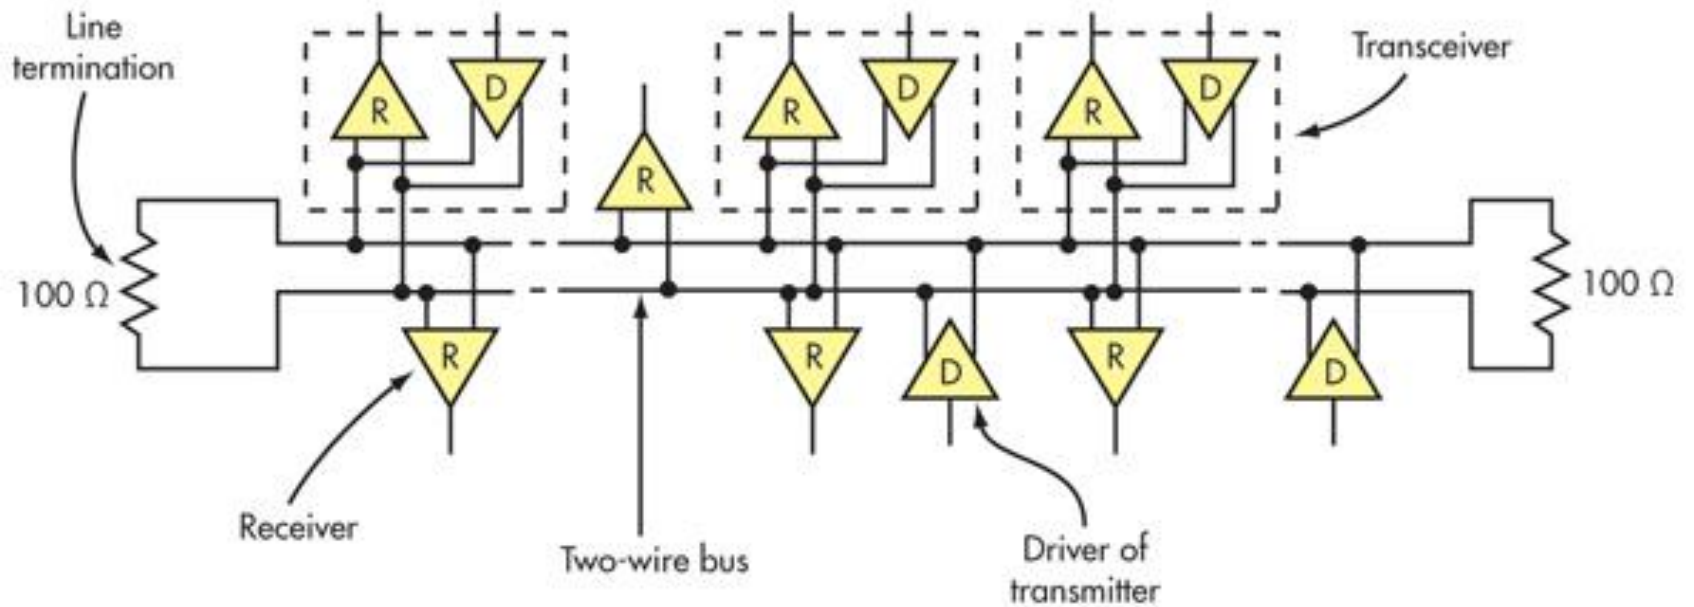 Line
termination
Transceiver
R
D
R
D
R
D
R
100 Ω
100 Ω
R
R
D
R
D
Receiver
Two-wire bus
Driver of
transmitter